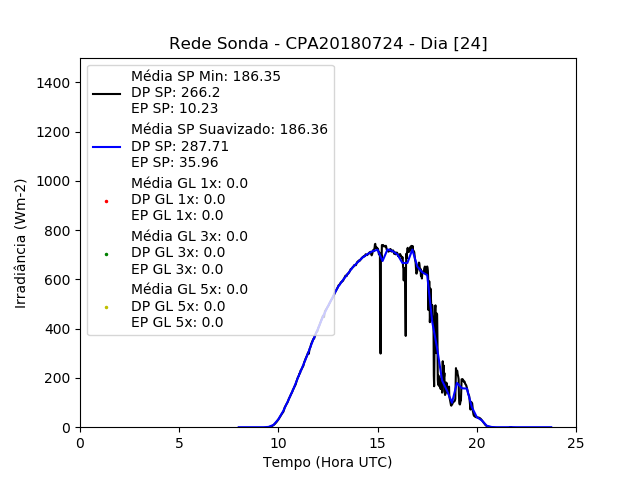 Rede Sonda - CPA20180724 - Dia [24]
Média SP Min: 186.35
DP SP: 266.2
EP SP: 10.23
Média SP Suavizado: 186.36
DP SP: 287.71
EP SP: 35.96
Média GL 1x: 0.0
DP GL 1x: 0.0
EP GL 1x: 0.0
Média GL 3x: 0.0
DP GL 3x: 0.0
EP GL 3x: 0.0
Média GL 5x: 0.0
DP GL 5x: 0.0
EP GL 5x: 0.0
Irradiância (Wm-2)
1400
1200
1000
800
600
400
200
0
0 5 10 15 20 25
Tempo (Hora UTC)